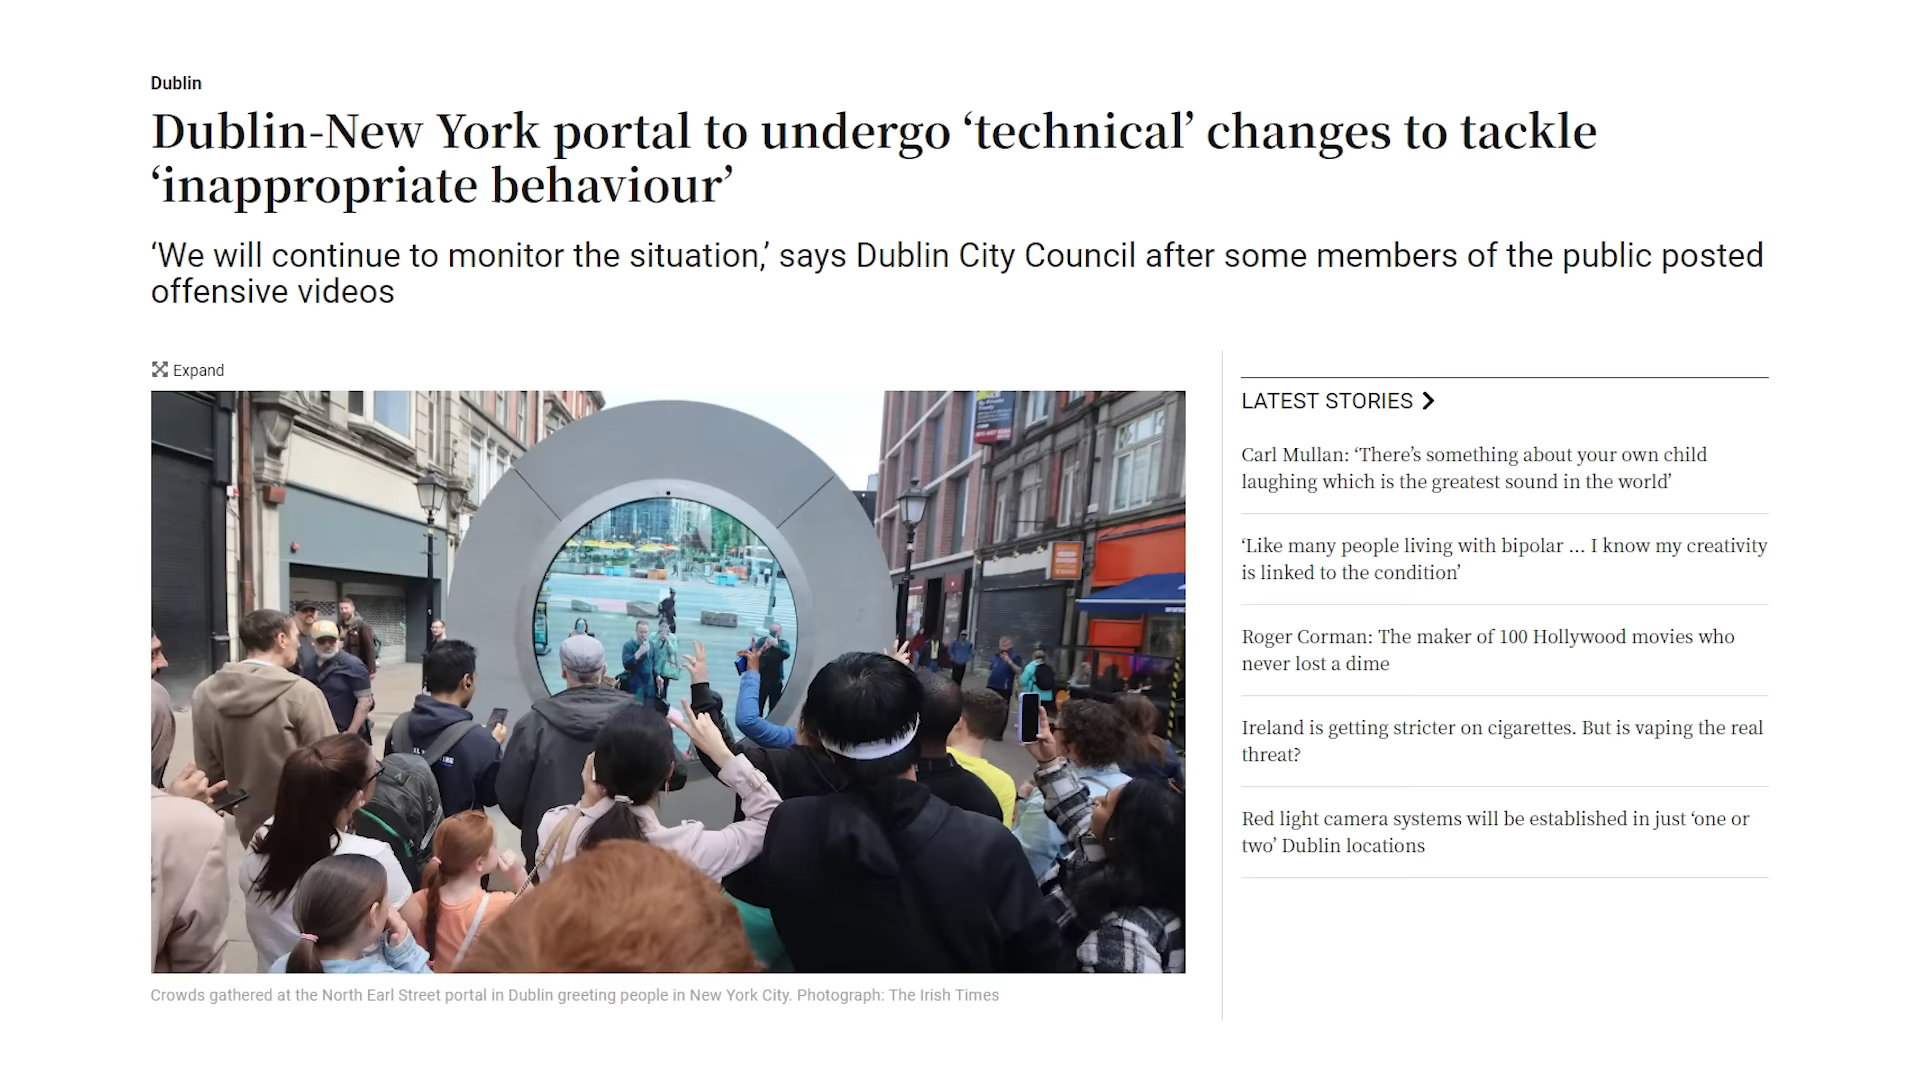 Dublin
Dublin-New York portal to undergo ‘technical’ changes to tackle
‘inappropriate behaviour’
‘We will continue to monitor the situation,’ says Dublin City Council after some members of the public posted
offensive videos
Expand
Crowds gathered at the North Earl Street portal in Dublin greeting people in New York City. Photograph: The Irish Times
LATEST STORIES
Carl Mullan: ‘There’s something about your own child
laughing which is the greatest sound in the world’
‘Like many people living with bipolar ... I know my creativity
is linked to the condition’
Roger Corman: The maker of 100 Hollywood movies who
never lost a dime
Ireland is getting stricter on cigarettes. But is vaping the real
threat?
Red light camera systems will be established in just ‘one or
two’ Dublin locations